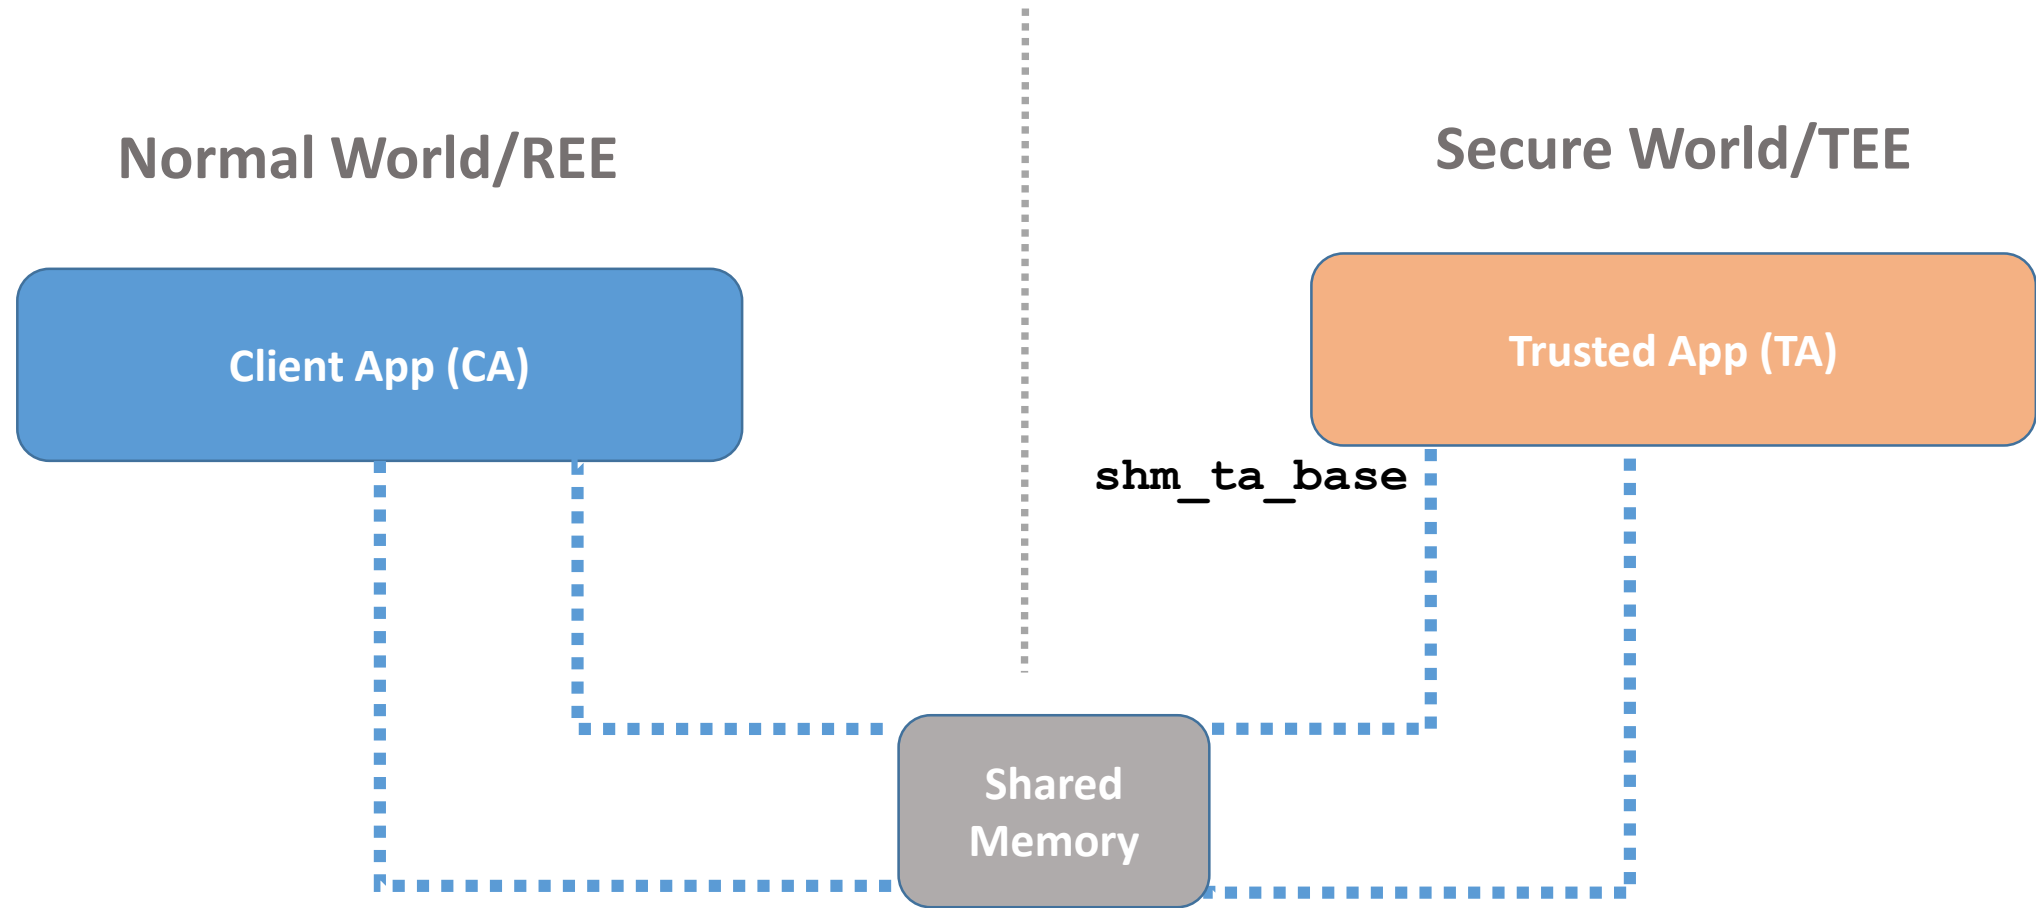 Normal World/REE
Secure World/TEE
Client App (CA)
Trusted App (TA)
shm_ta_base
Shared
Memory